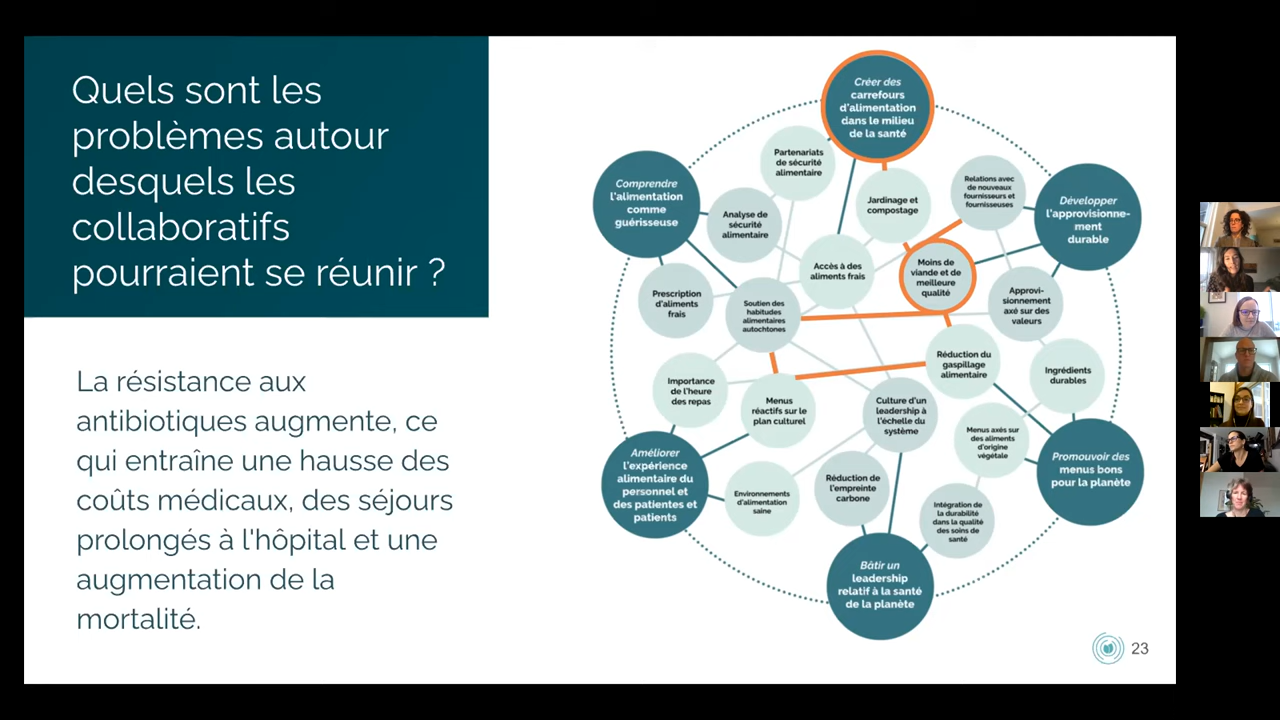 Quels sont les
problèmes autour
desquels les
collaboratifs
pourraient se réunir ?
La résistance aux
antibiotiques augmente, ce
qui entraîne une hausse des
coûts médicaux, des séjours
prolongés à l'hôpital et une
augmentation de la
mortalité.
Créer des
carrefours
d'alimentation
dans le milieu
de la santé
Partenariats
de sécurité
alimentaire
Comprendre
l'alimentation
comme
guérisseuse
Analyse de
sécurité
alimentaire
Jardinage et
compostage
Relations avec
de nouveaux
fournisseurs et
fournisseuses
Développer
l'approvisionne-
ment
durable
Accès à des
aliments frais
Moins de
viande et de
meilleure
qualité
Prescription
d'aliments
frais
Soutien des
habitudes
alimentaires
autochtones
Approvi-
sionnement
axé sur des
valeurs
Réduction du
gaspillage
alimentaire
Ingrédients
durables
Importance
de l'heure
des repas
Menus
réactifs sur le
plan culturel
Culture d'un
leadership à
l'échelle du
système
Menus axés sur
des aliments
d'origine
végétale
Améliorer
l'expérience
alimentaire du
personnel et
des patientes et
patients
Promouvoir des
menus bons
pour la planète
Environnements
d'alimentation
saine
Réduction de
l'empreinte
carbone
Intégration de
la durabilité
dans la qualité
des soins de
santé
Bâtir un
leadership
relatif à la santé
de la planète
23